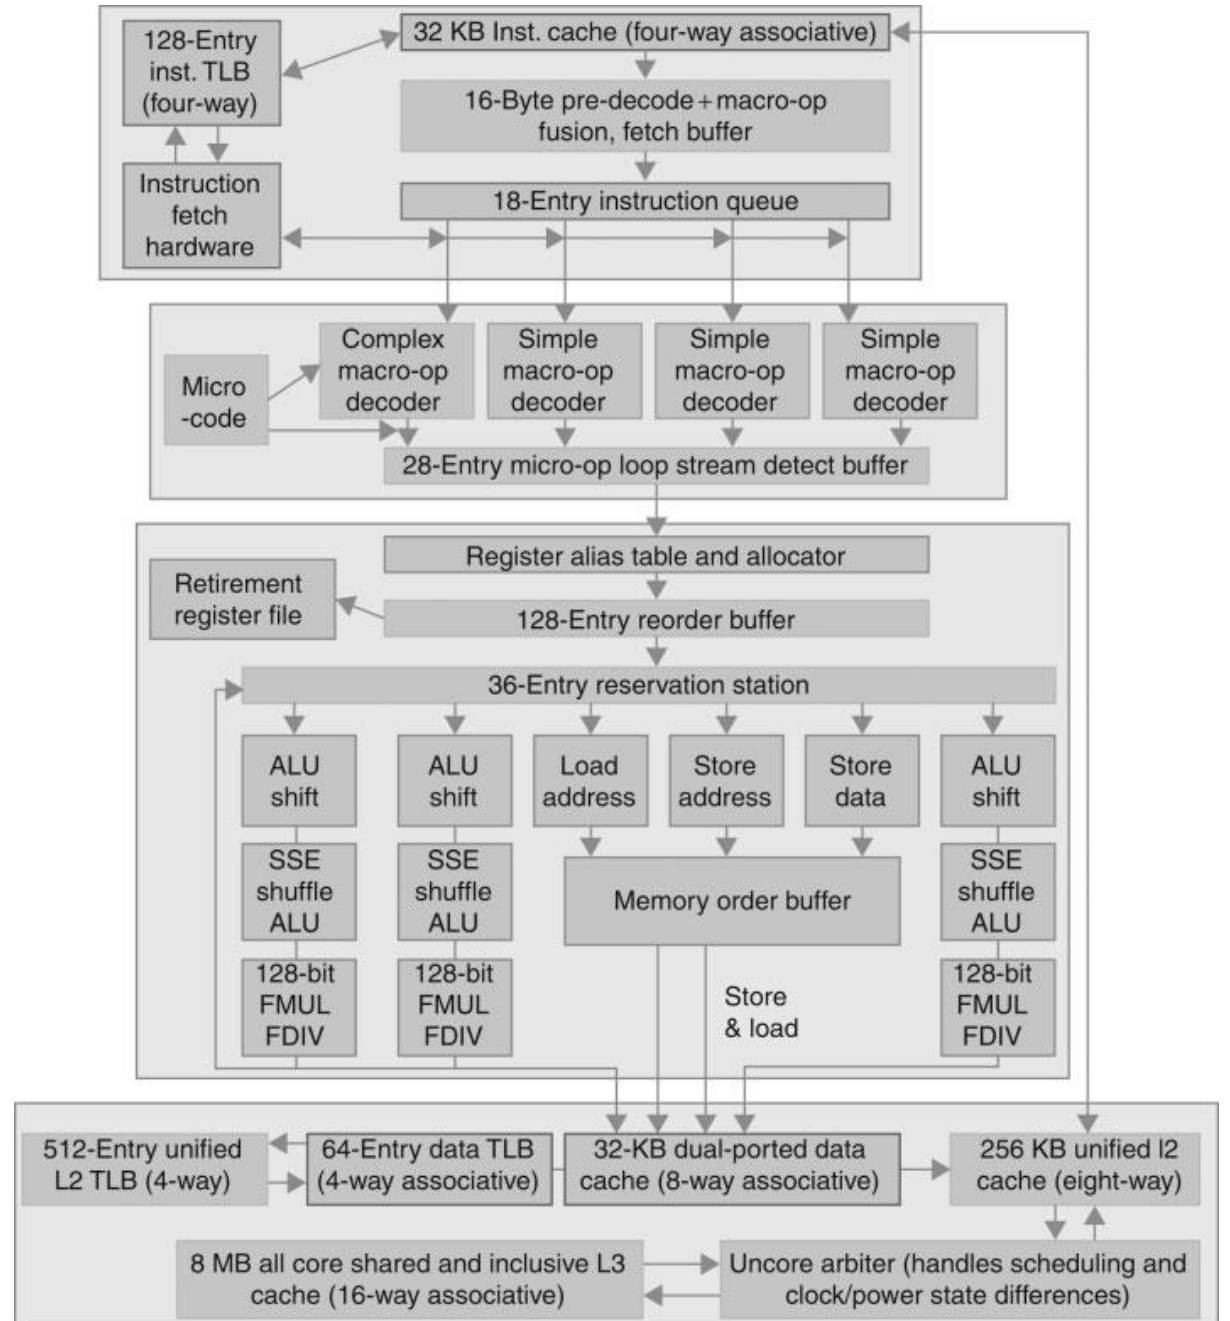 128-Entry
inst. TLB
(four-way)
32 KB Inst. cache (four-way associative)
16-Byte pre-decode + macro-op
fusion, fetch buffer
Instruction
fetch
hardware
18-Entry instruction queue
Micro
-code
Complex
macro-op
decoder
Simple
macro-op
decoder
Simple
macro-op
decoder
Simple
macro-op
decoder
28-Entry micro-op loop stream detect buffer
Register alias table and allocator
Retirement
register file
128-Entry reorder buffer
36-Entry reservation station
ALU
shift
ALU
shift
Load
address
Store
address
Store
data
ALU
shift
SSE
shuffle
ALU
SSE
shuffle
ALU
Memory order buffer
SSE
shuffle
ALU
128-bit
FMUL
FDIV
128-bit
FMUL
FDIV
Store
& load
128-bit
FMUL
FDIV
512-Entry unified
L2 TLB (4-way)
64-Entry data TLB
(4-way associative)
32-KB dual-ported data
cache (8-way associative)
256 KB unified l2
cache (eight-way)
8 MB all core shared and inclusive L3
cache (16-way associative)
Uncore arbiter (handles scheduling and
clock/power state differences)